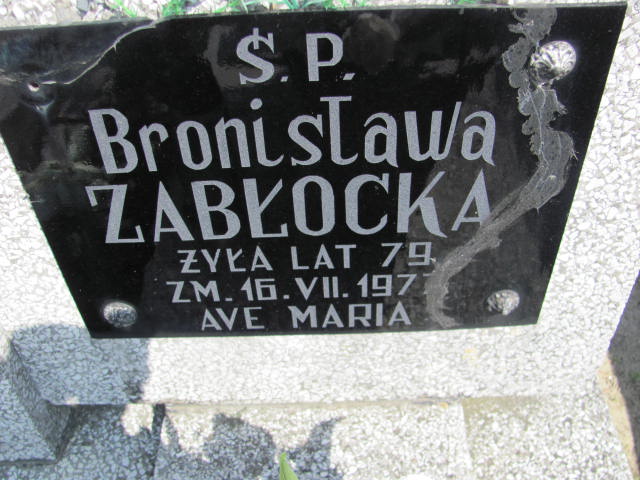 Ś.P.
Bronisława
ZABŁOCKA
ŻYŁA LAT 79
ZM. 16.VII.197
AVE MARIA